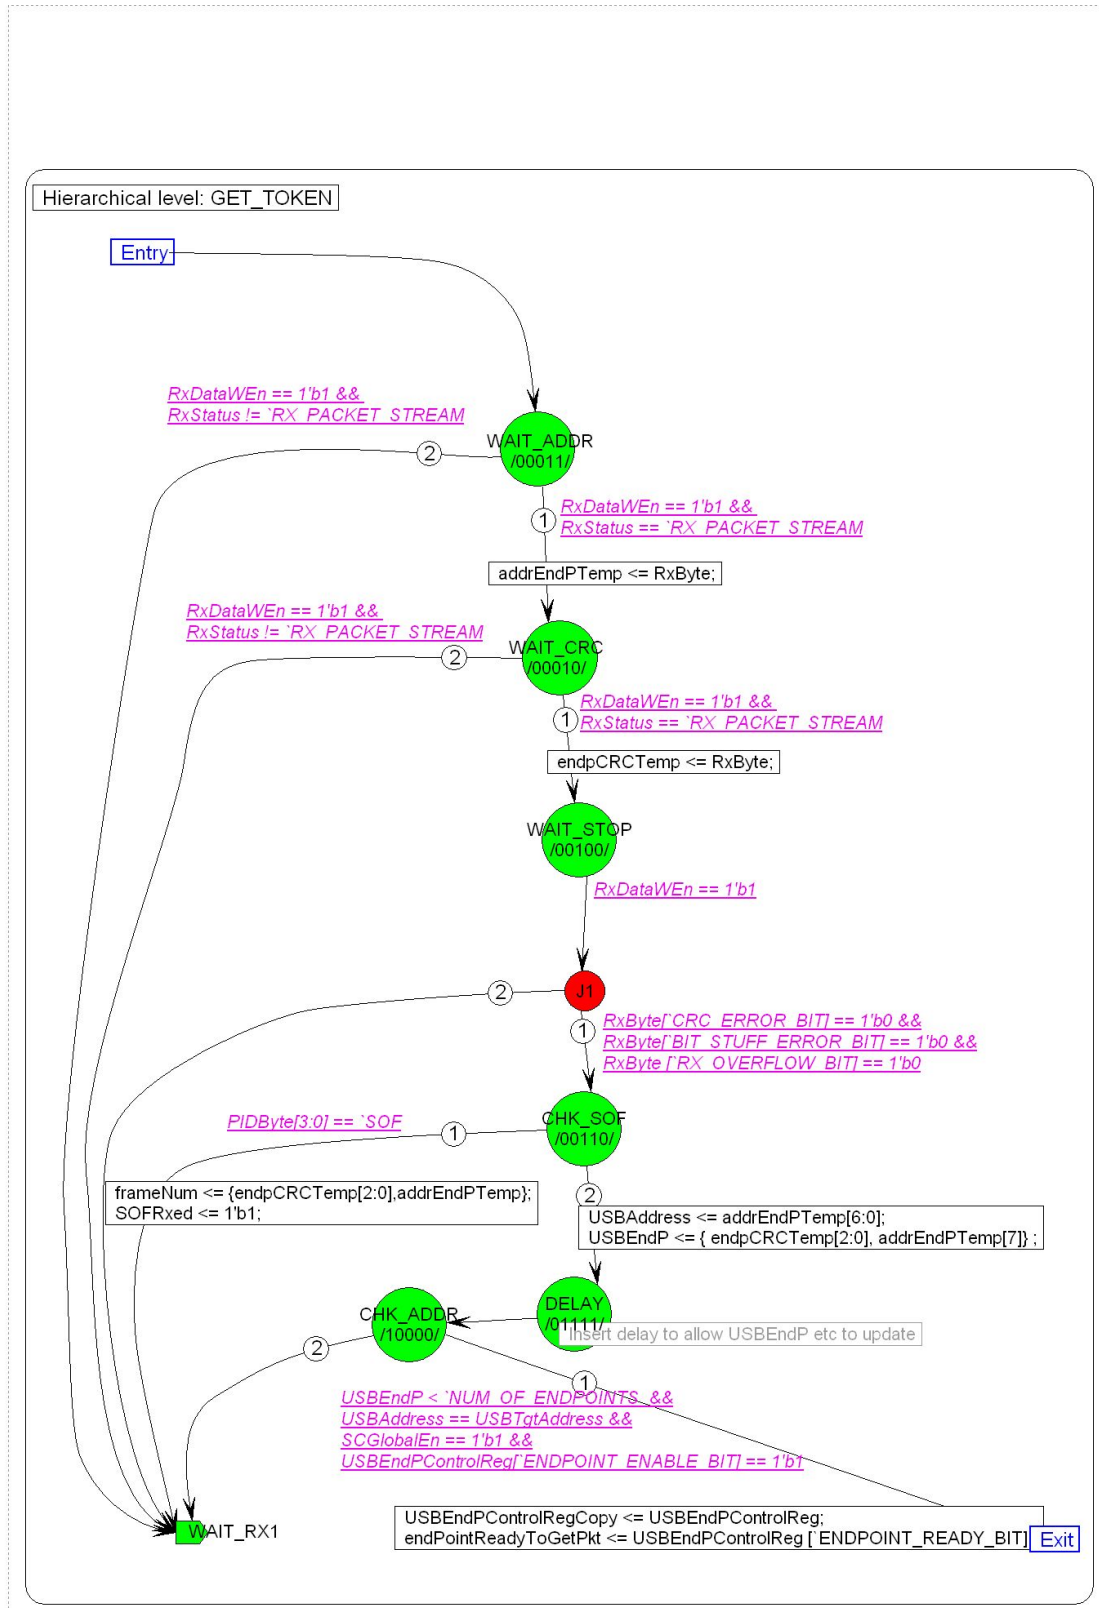 Hierarchical level: GET_TOKEN
Entry
RxDataWEn == 1'b1 &&
RxStatus != `RX_PACKET_STREAM
WAIT_ADDR
/00011/
2
RxDataWEn == 1'b1 &&
RxStatus == `RX_PACKET_STREAM
1
addrEndPTemp <= RxByte;
RxDataWEn == 1'b1 &&
RxStatus != `RX_PACKET_STREAM
WAIT_CRC
/00010/
2
RxDataWEn == 1'b1 &&
RxStatus == `RX_PACKET_STREAM
1
endpCRCTemp <= RxByte;
WAIT_STOP
/00100/
RxDataWEn == 1'b1
J1
2
1
RxByte[`CRC_ERROR_BIT] == 1'b0 &&
RxByte[`BIT_STUFF_ERROR_BIT] == 1'b0 &&
RxByte [`RX_OVERFLOW_BIT] == 1'b0
CHK_SOF
/00110/
PIDByte[3:0] == `SOF
1
frameNum <= {endpCRCTemp[2:0],addrEndPTemp};
SOFRxed <= 1'b1;
2
USBAddress <= addrEndPTemp[6:0];
USBEndP <= { endpCRCTemp[2:0], addrEndPTemp[7]} ;
DELAY
/01111/
Insert delay to allow USBEndP etc to update
CHK_ADDR
/10000/
2
1
USBEndP < `NUM_OF_ENDPOINTS &&
USBAddress == USBTgtAddress &&
SCGlobalEn == 1'b1 &&
USBEndPControlReg[`ENDPOINT_ENABLE_BIT] == 1'b1
USBEndPControlRegCopy <= USBEndPControlReg;
endPointReadyToGetPkt <= USBEndPControlReg [`ENDPOINT_READY_BIT]
Exit
WAIT_RX1